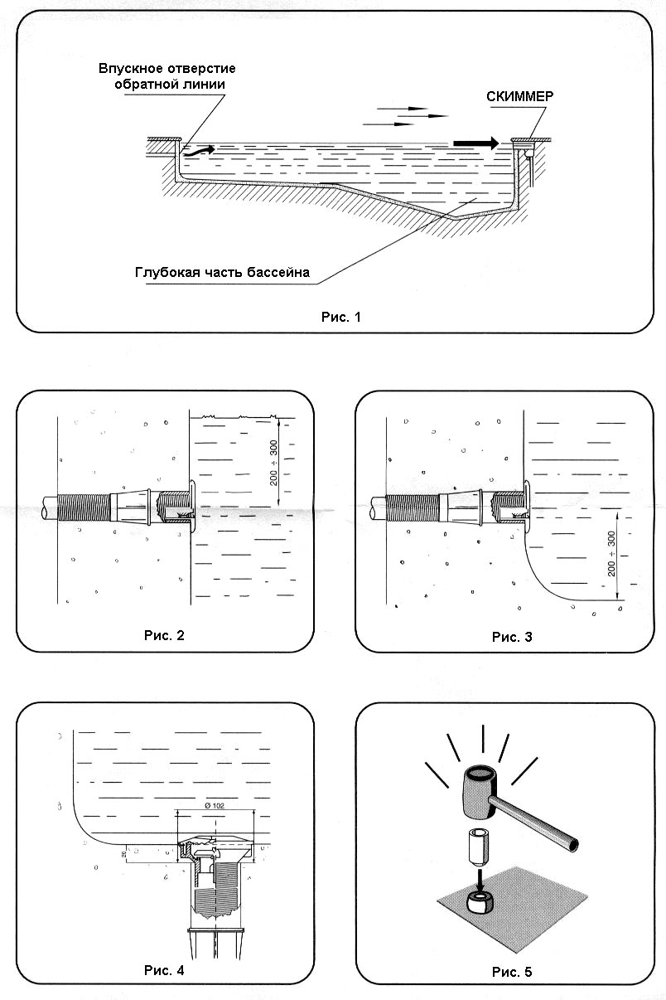 Впускное отверстие
обратной линии
СКИММЕР
Глубокая часть бассейна
Рис. 1
200 ÷ 300
Рис. 2
200 ÷ 300
Рис. 3
Ø 102
26
Рис. 4
Рис. 5